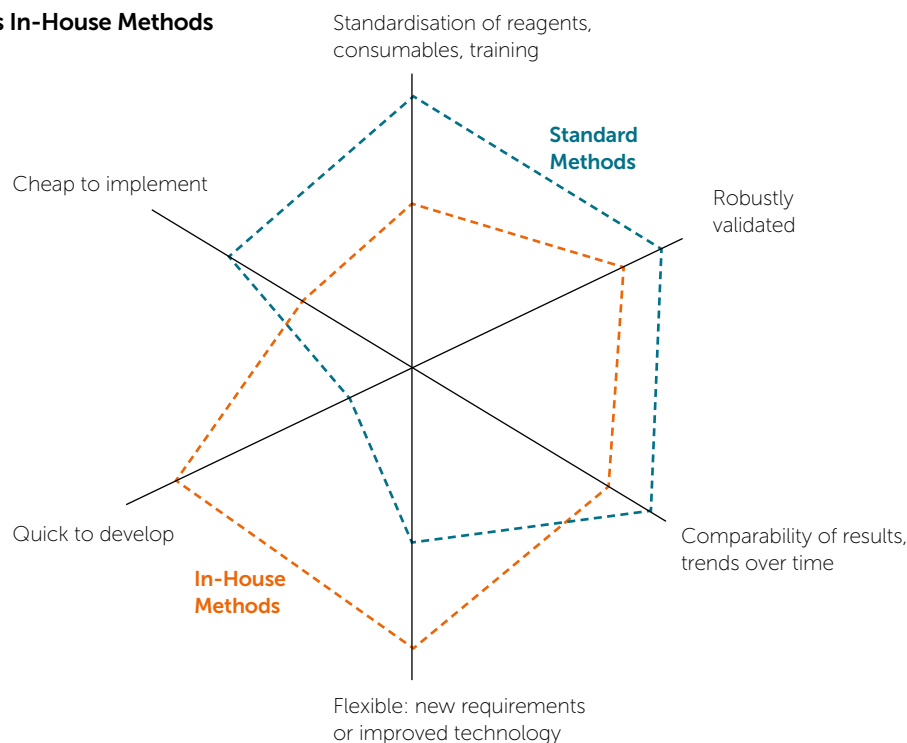 s In-House Methods
Standardisation of reagents,
consumables, training
Standard
Methods
Cheap to implement
Robustly
validated
Quick to develop
Comparability of results,
trends over time
In-House
Methods
Flexible: new requirements
or improved technology